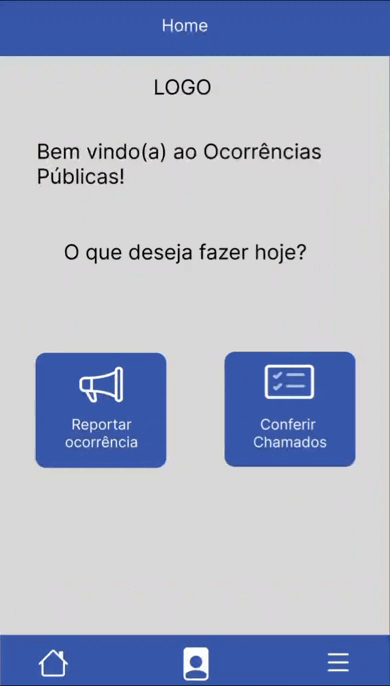 Home
LOGO
Bem vindo(a) ao Ocorrências
Públicas!
O que deseja fazer hoje?
Reportar
ocorrência
Conferir
Chamados